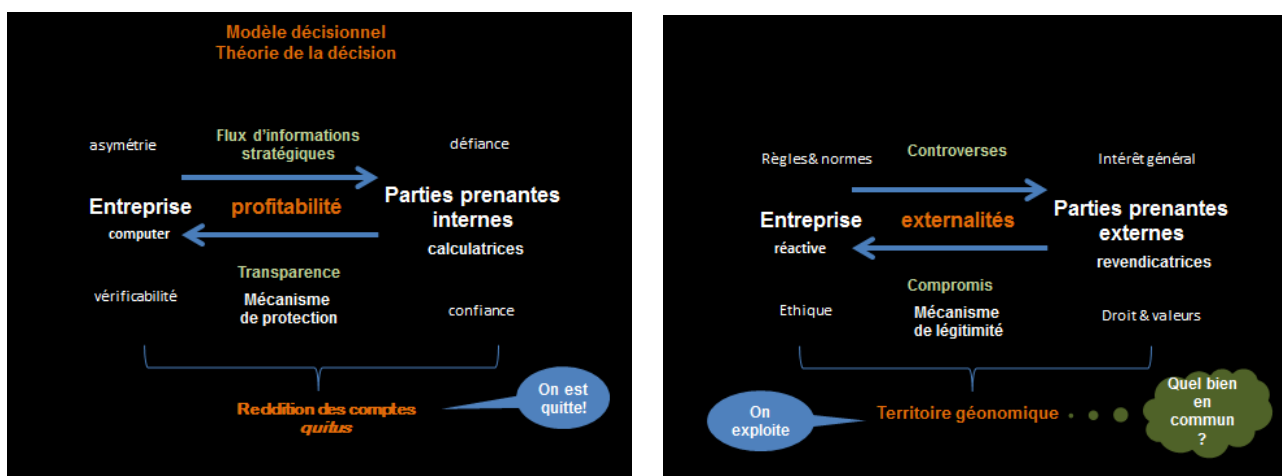 Modèle décisionnel
Théorie de la décision
asymétrie
Flux d'informations
stratégiques
défiance
Entreprise
computer
profitabilité
Parties prenantes
internes
calculatrices
Transparence
vérificabilité
Mécanisme
de protection
confiance
Reddition des comptes
quitus
On est
quitte!
Règles& normes
Controverses
Intérêt général
Entreprise
réactive
externalités
Parties prenantes
externes
revendicatrices
Compromis
Ethique
Mécanisme
de légitimité
Droit & valeurs
On
exploite
Territoire géonomique
Quel bien
en
commun
?